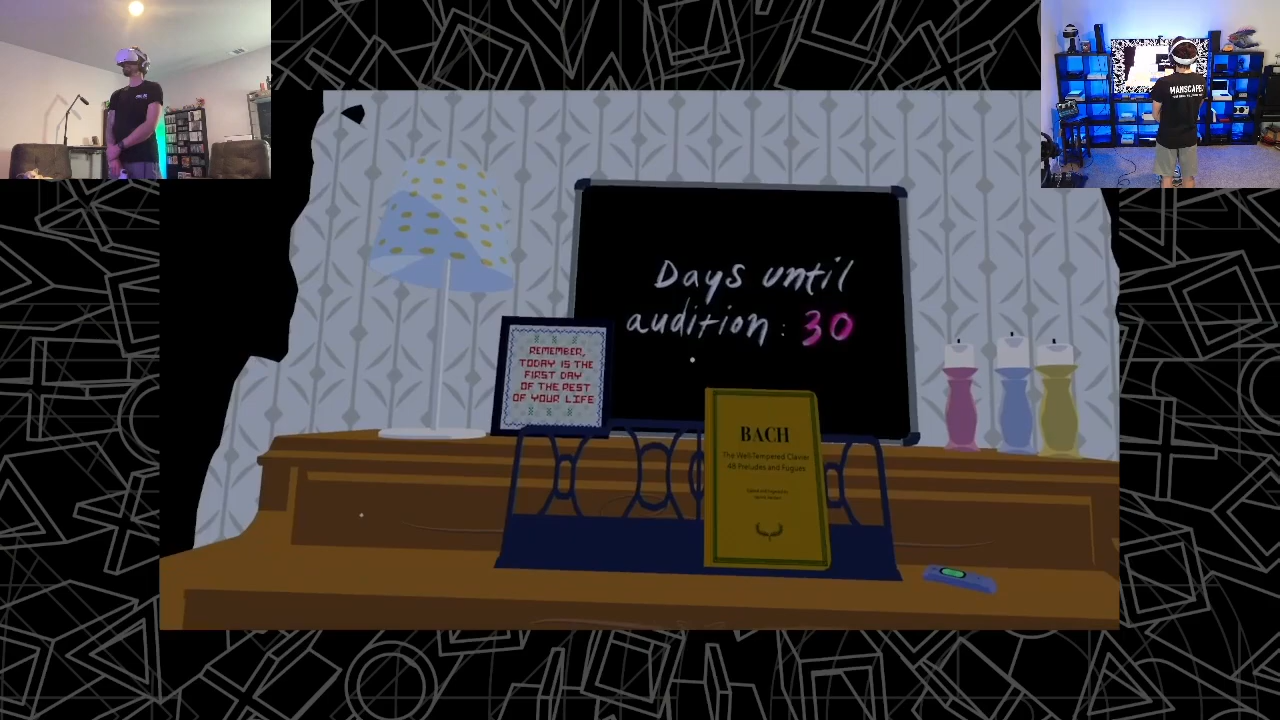 MANSCAPED
Days until
audition: 30
REMEMBER,
TODAY IS THE
FIRST DAY
OF THE REST
OF YOUR LIFE
BACH
The Well-Tempered Clavier
48 Preludes and Fugues